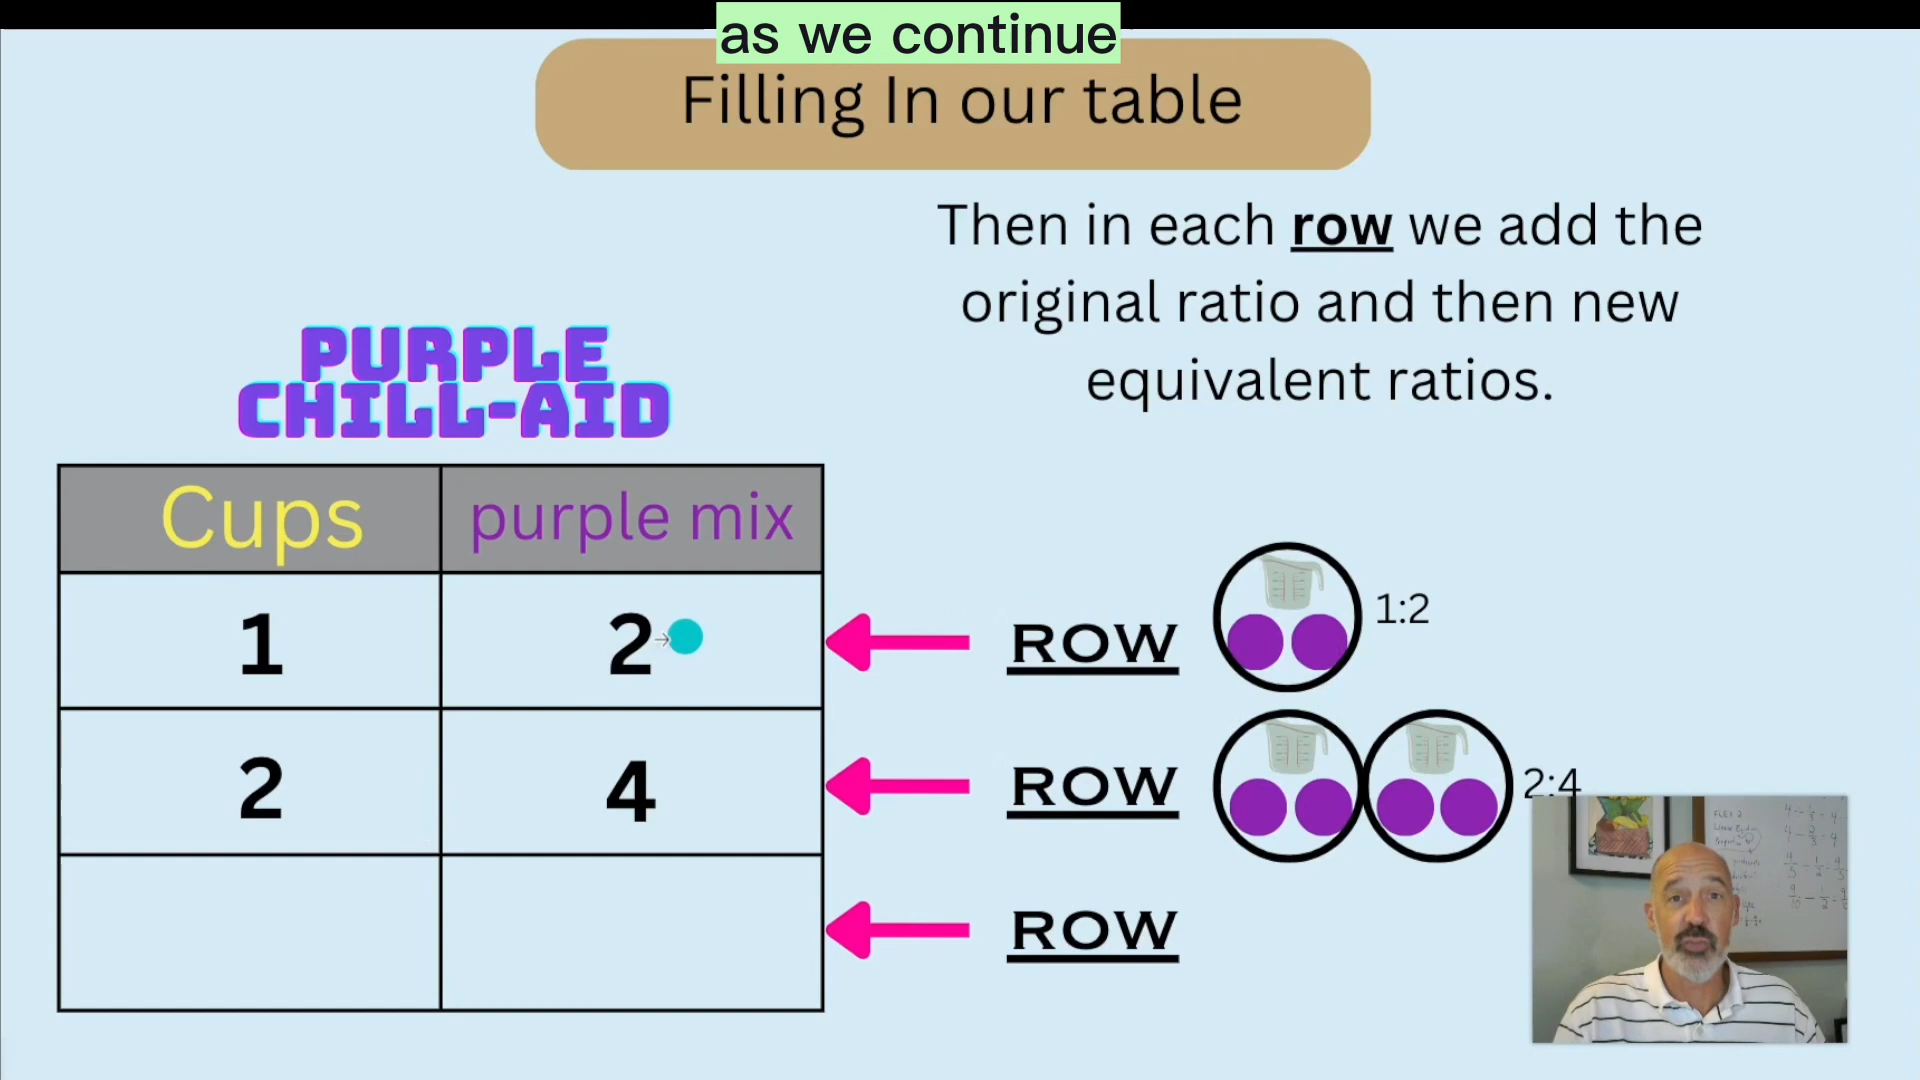 as we continue
Filling In our table
Then in each row we add the
original ratio and then new
equivalent ratios.
PURPLE
CHILL-AID
Cups purple mix
1 2 ROW 1:2
2 4 ROW 2:4
ROW